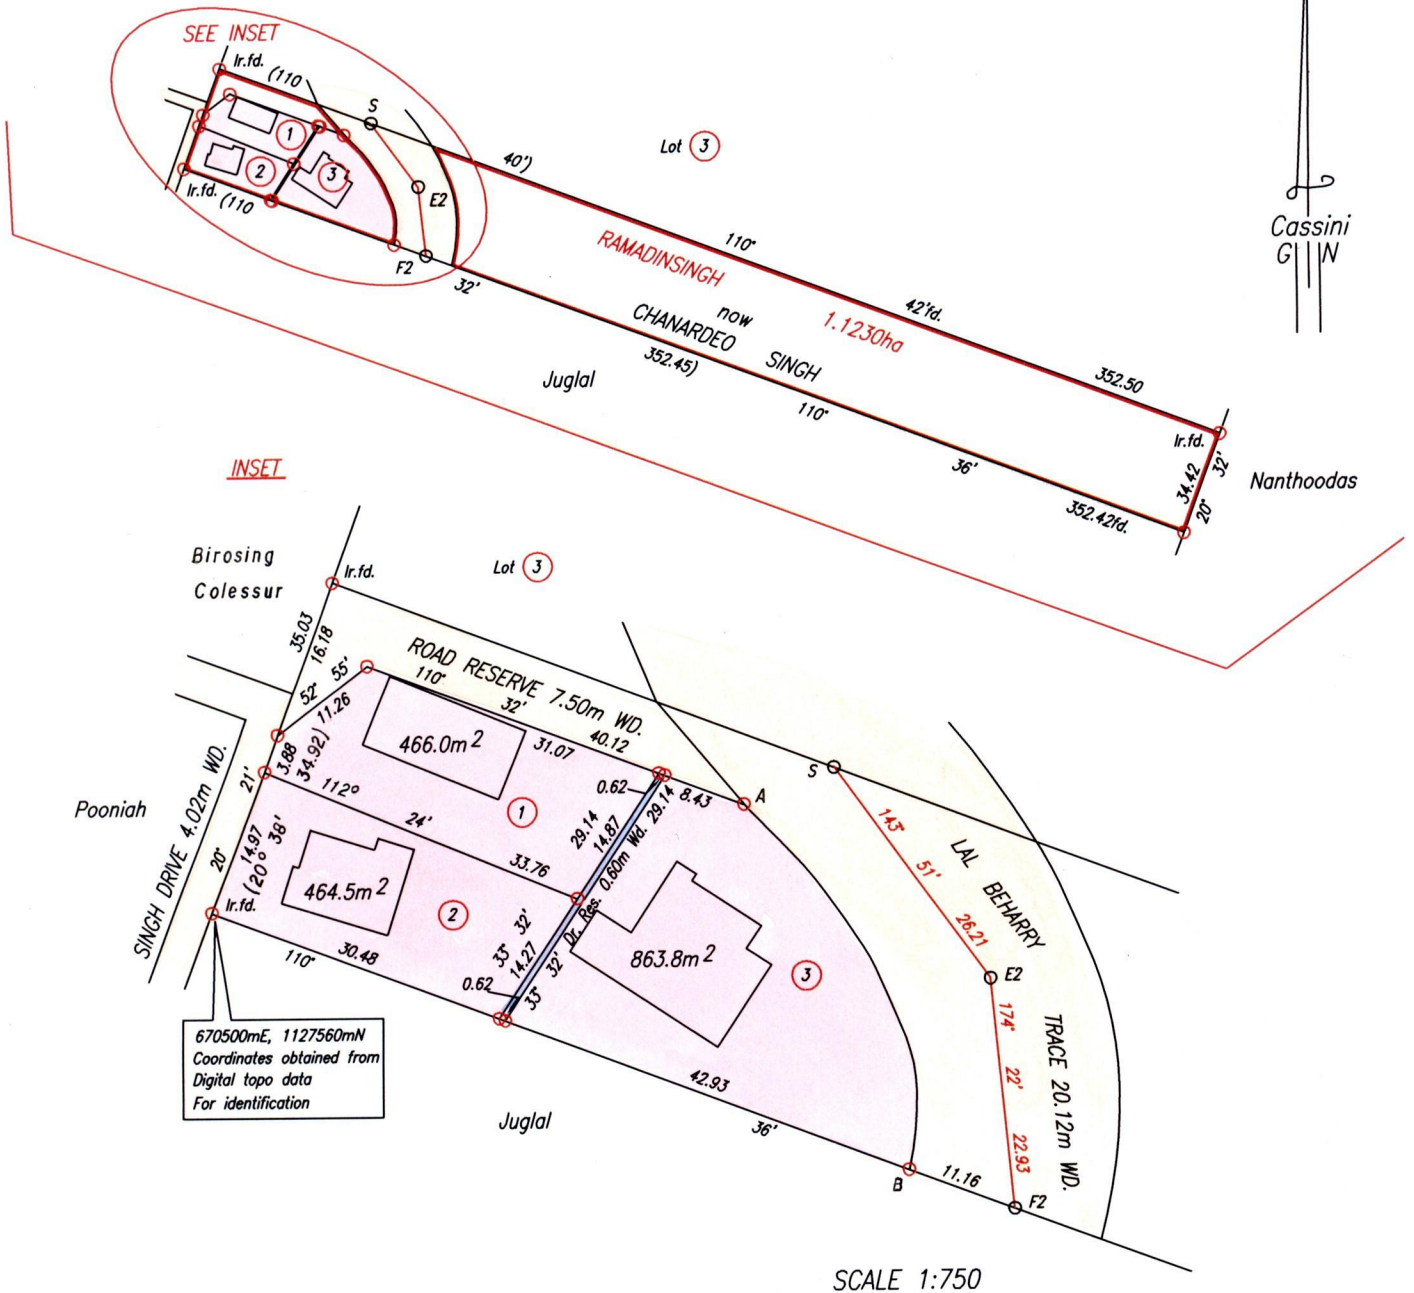 SEE INSET
Ir.fd.
(110
S
1
2
3
Ir.fd. (110
E2
F2
32'
40')
Lot 3
110°
RAMADINSINGH
now
CHANARDEO SINGH
1.1230ha
42'fd.
352.45)
352.50
Juglal
110°
36'
352.42fd.
Ir.fd.
34.42
32'
20°
Nanthoodas
Cassini
G N
INSET
Birosing
Colessur
Ir.fd.
Lot 3
35.03
16.18
ROAD RESERVE 7.50m WD.
110°
32'
31.07
40.12
52° 55'
11.26
3.88
34.92)
466.0m2
1
0.62
8.43
A
S
Pooniah
SINGH DRIVE 4.02m WD.
21'
20°
14.97
(20° 38'
112°
24'
33.76
29.14
14.87
Dr. Res. 0.60m Wd. 29.14
464.5m2
2
Ir.fd.
110°
30.48
33° 32'
14.27
33° 32'
0.62
863.8m2
3
143°
51'
26.21
LAL BEHARRY
TRACE 20.12m WD.
E2
174°
22'
22.93
670500mE, 1127560mN
Coordinates obtained from
Digital topo data
For identification
Juglal
42.93
36'
B
11.16
F2
SCALE 1:750